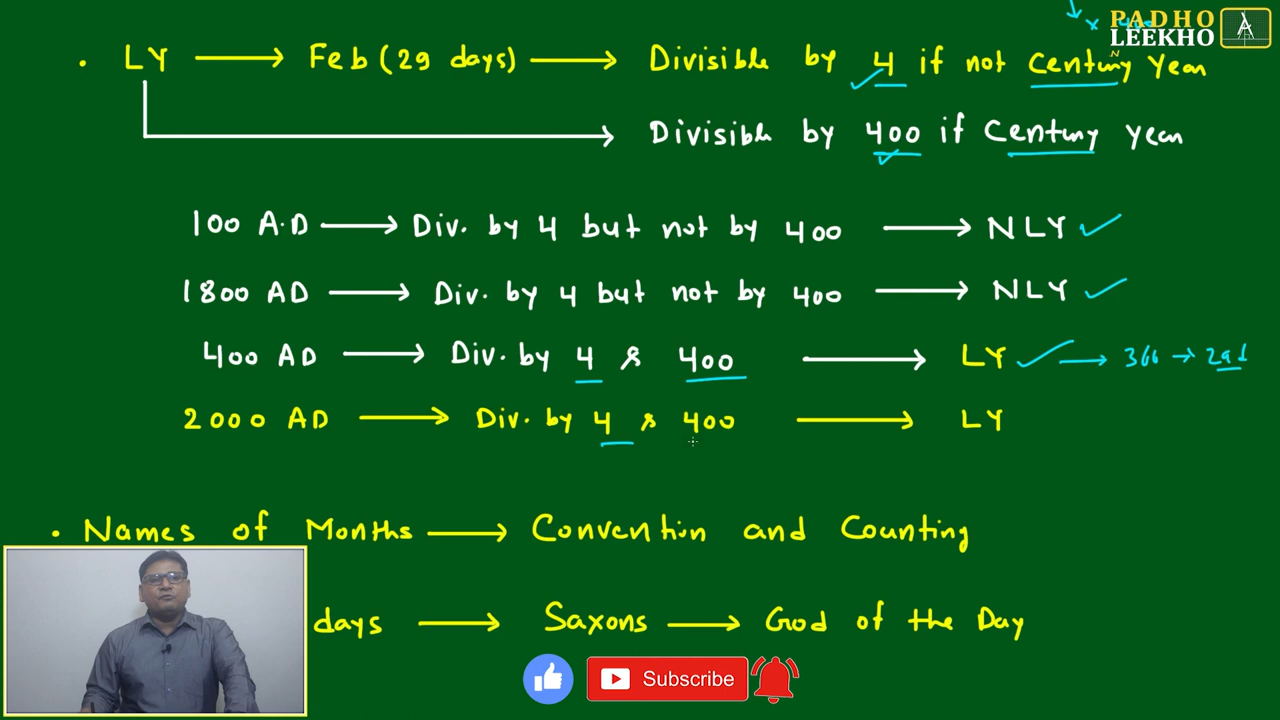 PADHO
LEEKHO
. LY → Feb (29 days) → Divisible by 4 if not Century Year
Divisible by 400 if Century year
100 A.D → Div. by 4 but not by 400 → NLY ✓
1800 AD → Div. by 4 but not by 400 → NLY ✓
400 AD → Div. by 4 & 400 → LY ✓ → 366 →
2000 AD → Div. by 4 & 400 → LY
. Names of Months → Convention and Counting
days → Saxons → God of the Day
Subscribe